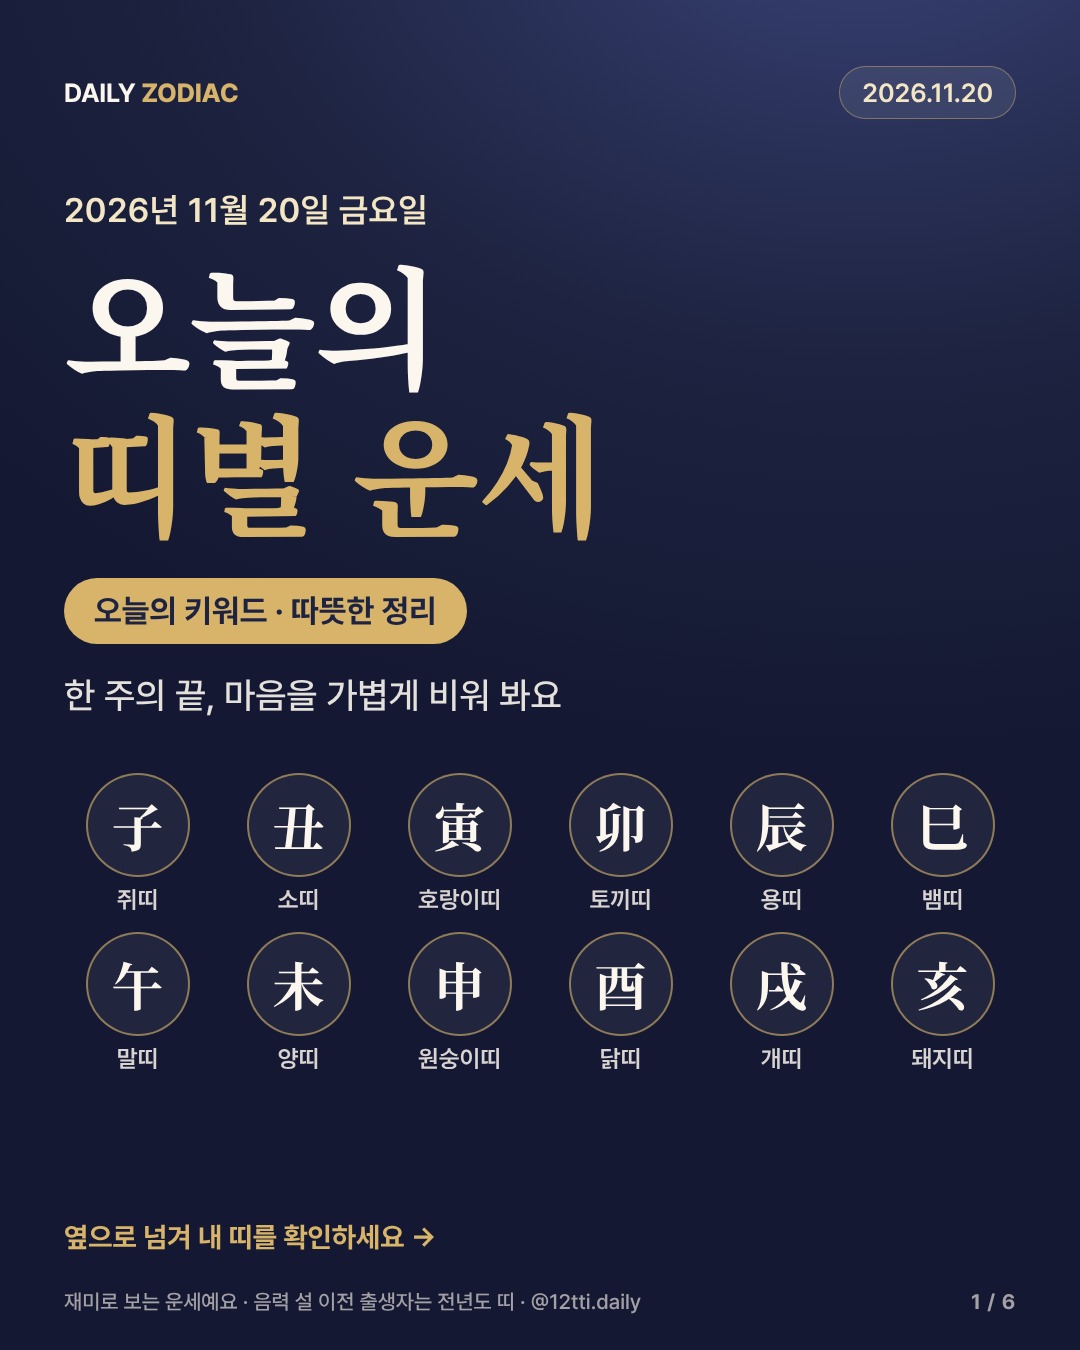 DAILY ZODIAC
2026.11.20
2026년 11월 20일 금요일
오늘의
띠별 운세
오늘의 키워드 · 따뜻한 정리
한 주의 끝, 마음을 가볍게 비워 봐요
子 丑 寅 卯 辰 巳
쥐띠 소띠 호랑이띠 토끼띠 용띠 뱀띠
午 未 申 酉 戌 亥
말띠 양띠 원숭이띠 닭띠 개띠 돼지띠
옆으로 넘겨 내 띠를 확인하세요 →
재미로 보는 운세예요 · 음력 설 이전 출생자는 전년도 띠 · @12tti.daily
1 / 6